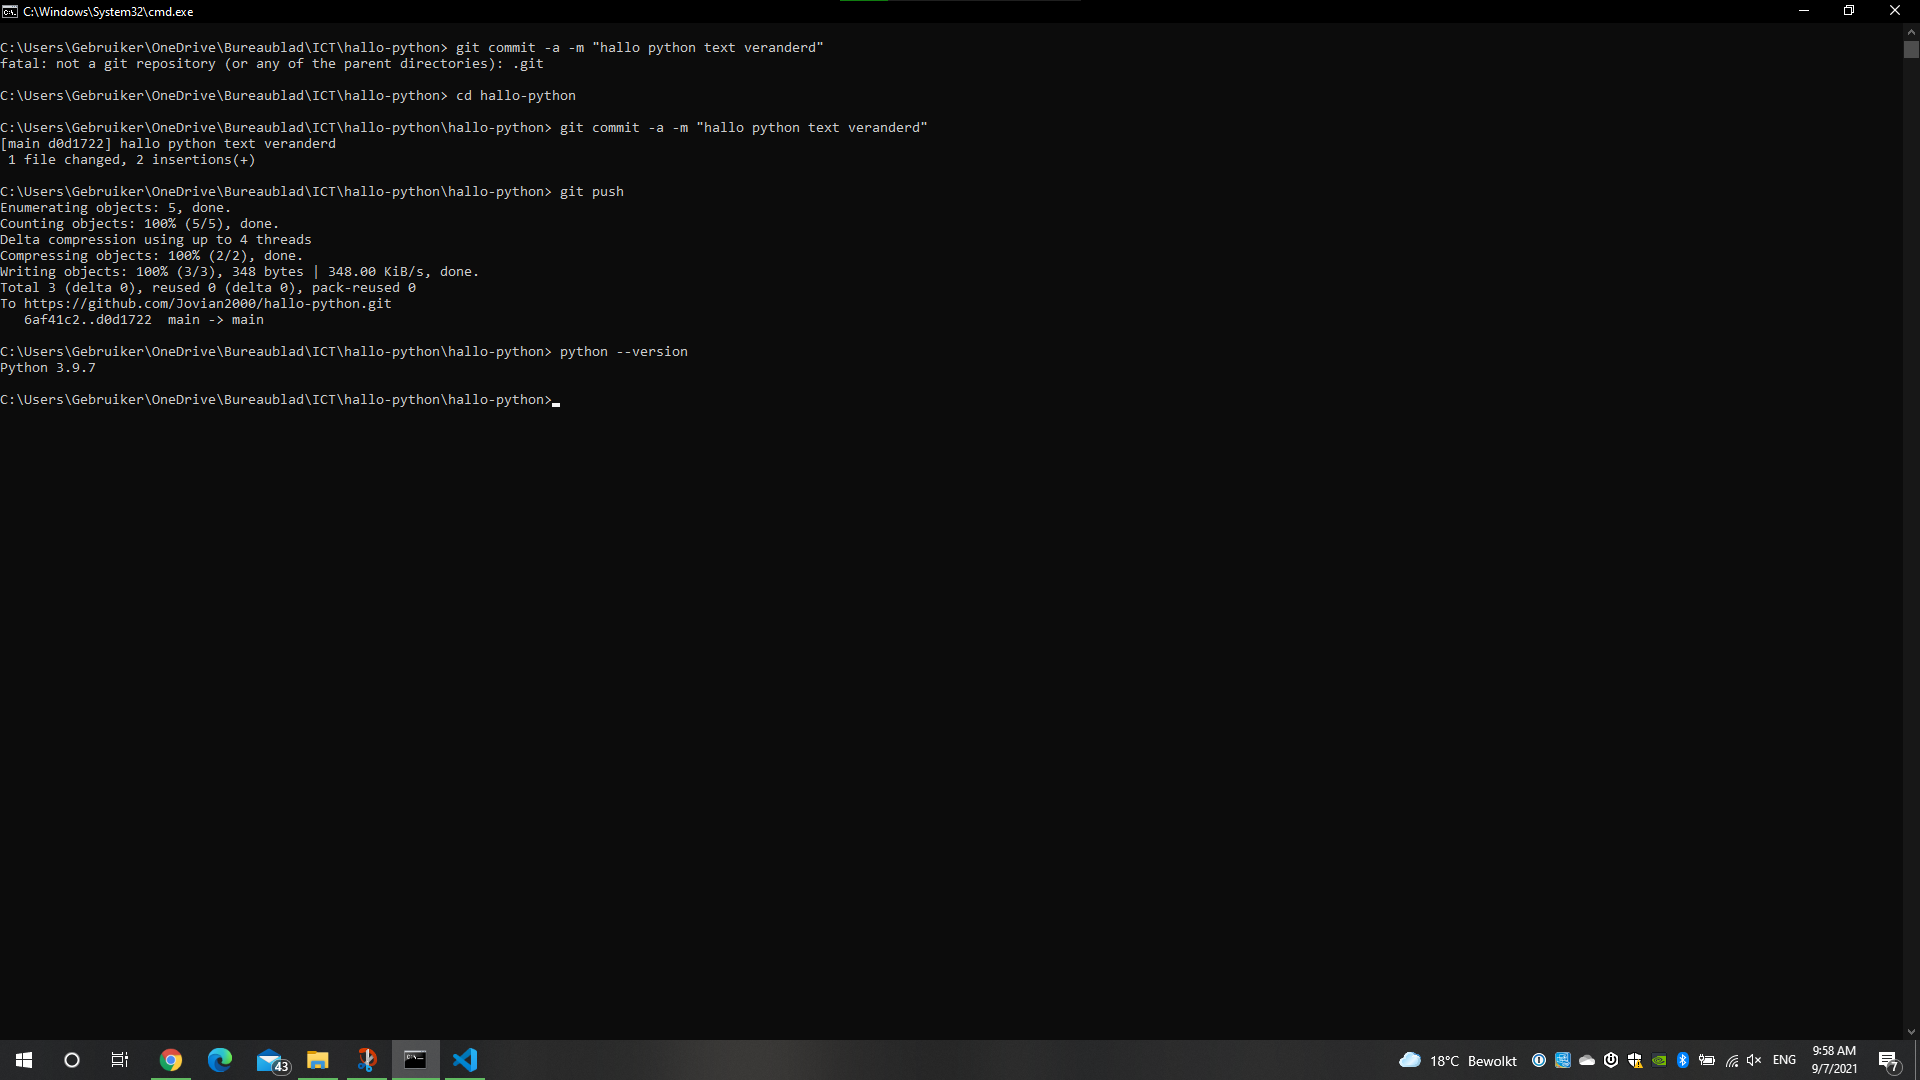 C:\Windows\System32\cmd.exe
C:\Users\Gebruiker\OneDrive\Bureaublad\ICT\hallo-python> git commit -a -m "hallo python text veranderd"
fatal: not a git repository (or any of the parent directories): .git
C:\Users\Gebruiker\OneDrive\Bureaublad\ICT\hallo-python> cd hallo-python
C:\Users\Gebruiker\OneDrive\Bureaublad\ICT\hallo-python\hallo-python> git commit -a -m "hallo python text veranderd"
[main d0d1722] hallo python text veranderd
 1 file changed, 2 insertions(+)
C:\Users\Gebruiker\OneDrive\Bureaublad\ICT\hallo-python\hallo-python> git push
Enumerating objects: 5, done.
Counting objects: 100% (5/5), done.
Delta compression using up to 4 threads
Compressing objects: 100% (2/2), done.
Writing objects: 100% (3/3), 348 bytes | 348.00 KiB/s, done.
Total 3 (delta 0), reused 0 (delta 0), pack-reused 0
To https://github.com/Jovian2000/hallo-python.git
   6af41c2..d0d1722  main -> main
C:\Users\Gebruiker\OneDrive\Bureaublad\ICT\hallo-python\hallo-python> python --version
Python 3.9.7
C:\Users\Gebruiker\OneDrive\Bureaublad\ICT\hallo-python\hallo-python>
43
18°C Bewolkt
ENG
9:58 AM
9/7/2021
7